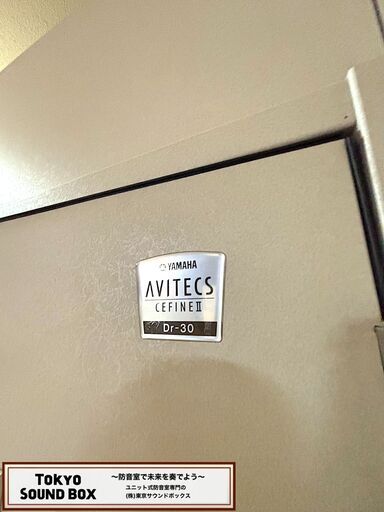 YAMAHA
AVITECS
CEFINE II
Dr-30
TOKYO
SOUND BOX
〜防音室で未来を奏でよう〜
ユニット式防音室専門の
(株)東京サウンドボックス